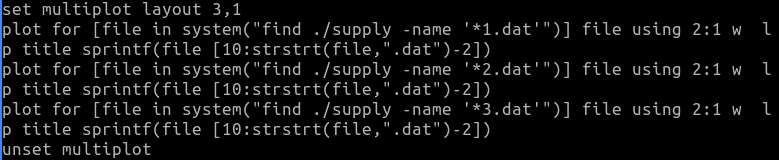 set multiplot layout 3,1
plot for [file in system("find ./supply -name '*1.dat'")] file using 2:1 w  l
p title sprintf(file [10:strstrt(file,".dat")-2])
plot for [file in system("find ./supply -name '*2.dat'")] file using 2:1 w  l
p title sprintf(file [10:strstrt(file,".dat")-2])
plot for [file in system("find ./supply -name '*3.dat'")] file using 2:1 w  l
p title sprintf(file [10:strstrt(file,".dat")-2])
unset multiplot